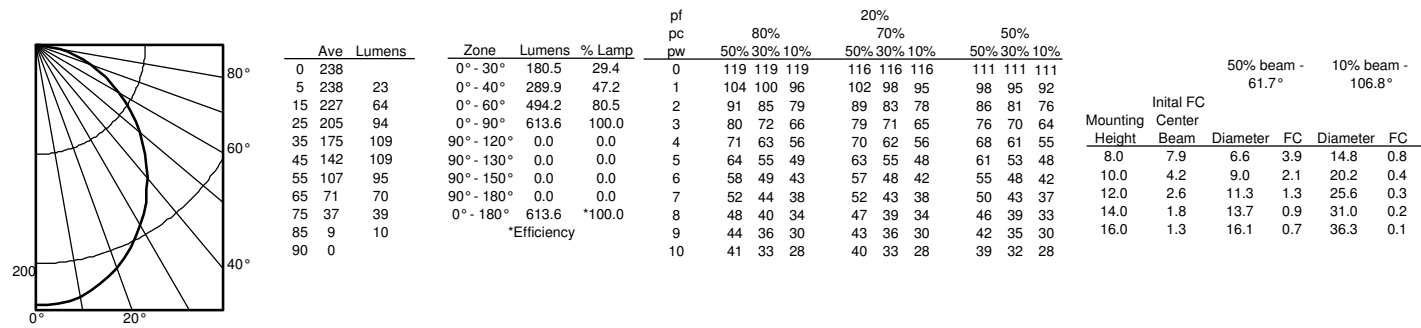 80°
60°
40°
200
0° 20°
Ave Lumens
0 238
5 238 23
15 227 64
25 205 94
35 175 109
45 142 109
55 107 95
65 71 70
75 37 39
85 9 10
90 0
Zone Lumens % Lamp
0° - 30° 180.5 29.4
0° - 40° 289.9 47.2
0° - 60° 494.2 80.5
0° - 90° 613.6 100.0
90° - 120° 0.0 0.0
90° - 130° 0.0 0.0
90° - 150° 0.0 0.0
90° - 180° 0.0 0.0
0° - 180° 613.6 *100.0
*Efficiency
pf 20%
pc 80% 70% 50%
pw 50% 30% 10% 50% 30% 10% 50% 30% 10%
0 119 119 119 116 116 116 111 111 111
1 104 100 96 102 98 95 98 95 92
2 91 85 79 89 83 78 86 81 76
3 80 72 66 79 71 65 76 70 64
4 71 63 56 70 62 56 68 61 55
5 64 55 49 63 55 48 61 53 48
6 58 49 43 57 48 42 55 48 42
7 52 44 38 52 43 38 50 43 37
8 48 40 34 47 39 34 46 39 33
9 44 36 30 43 36 30 42 35 30
10 41 33 28 40 33 28 39 32 28
50% beam - 10% beam -
61.7° 106.8°
Inital FC
Mounting Center
Height Beam Diameter FC Diameter FC
8.0 7.9 6.6 3.9 14.8 0.8
10.0 4.2 9.0 2.1 20.2 0.4
12.0 2.6 11.3 1.3 25.6 0.3
14.0 1.8 13.7 0.9 31.0 0.2
16.0 1.3 16.1 0.7 36.3 0.1